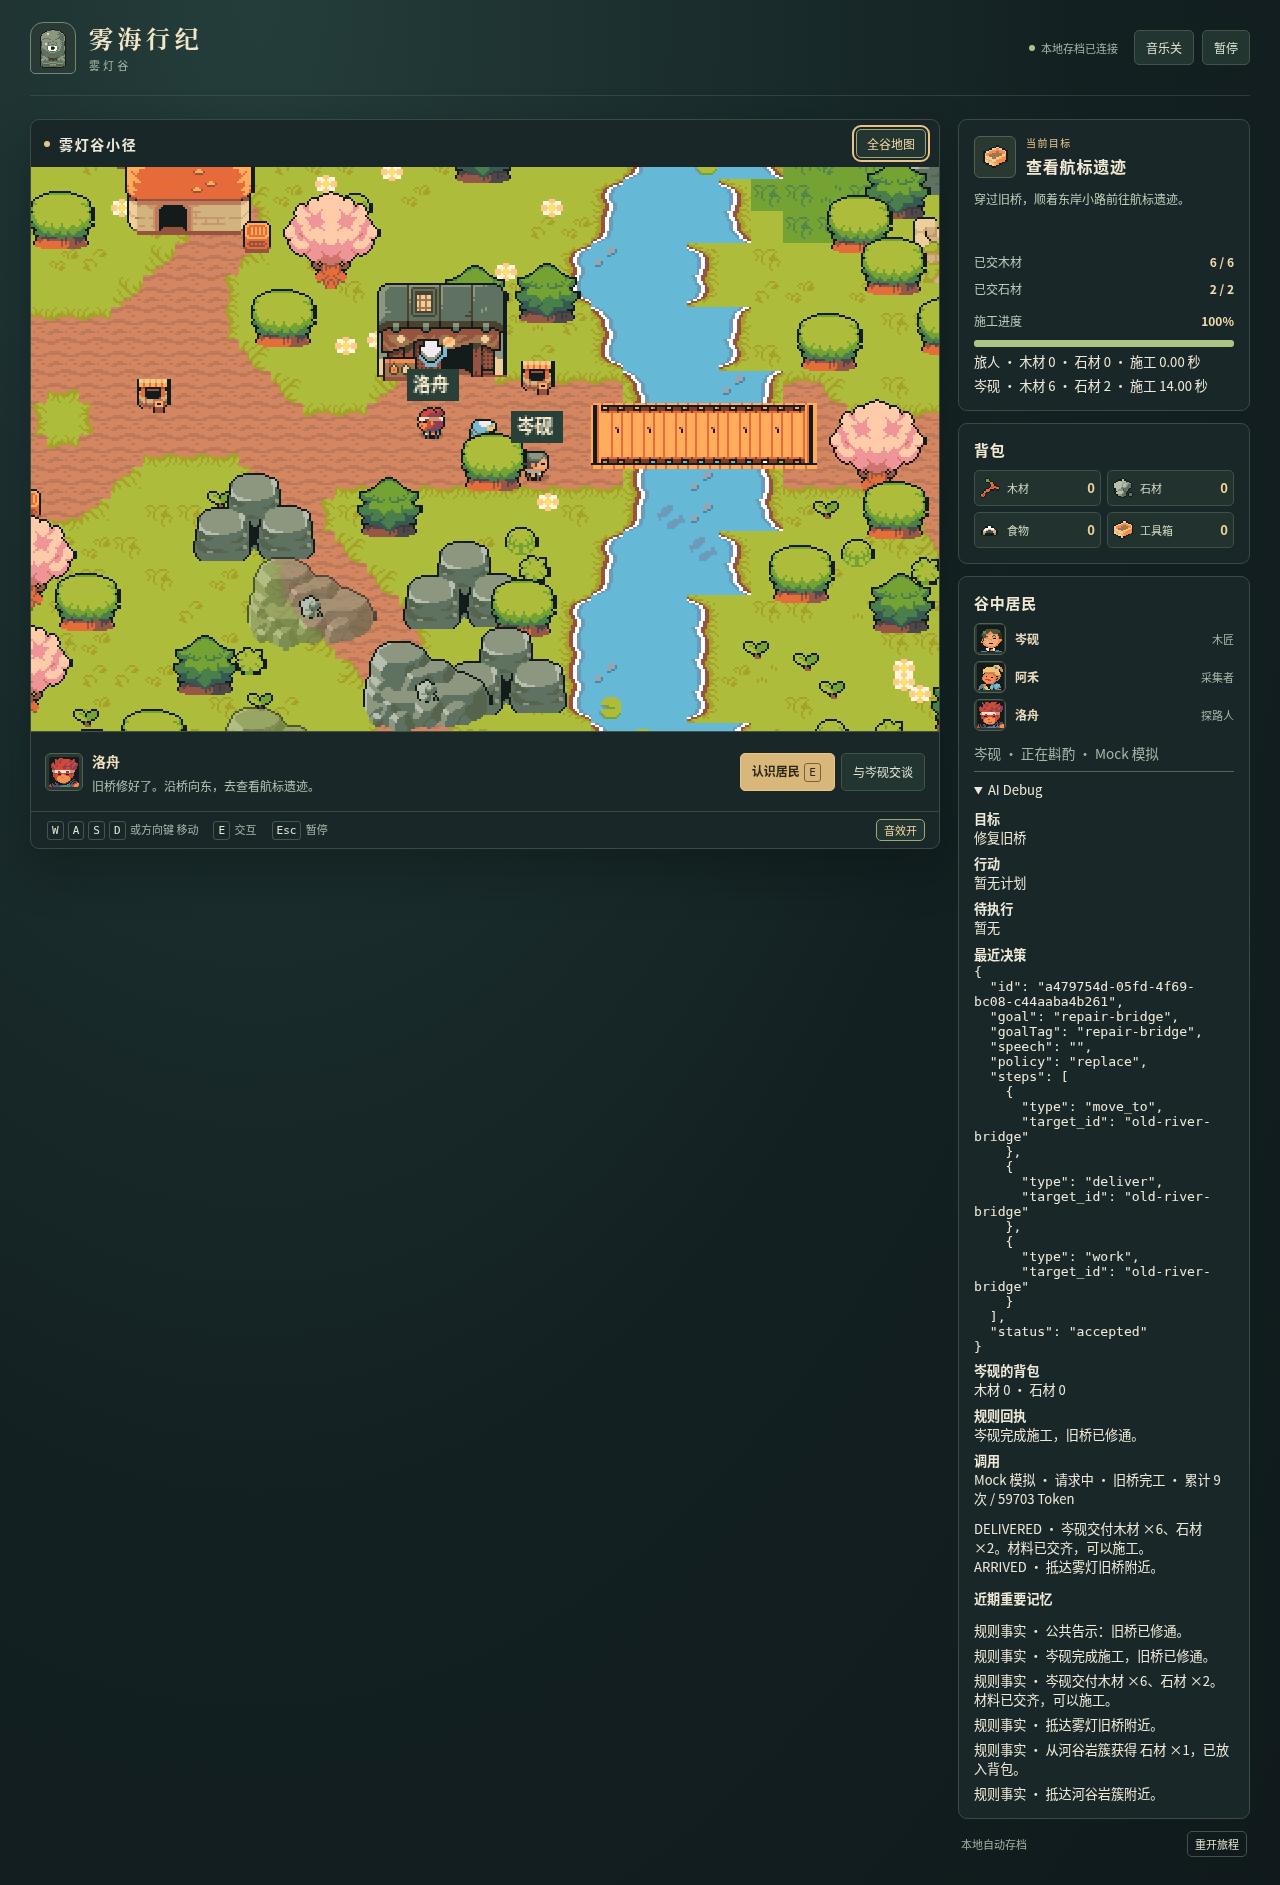 雾海行纪
雾灯谷
本地存档已连接
音乐关
暂停
雾灯谷小径
全谷地图
洛舟
岑砚
洛舟
旧桥修好了。沿桥向东，去查看航标遗迹。
认识居民 E
与岑砚交谈
W A S D 或方向键 移动 E 交互 Esc 暂停
音效开
当前目标
查看航标遗迹
穿过旧桥，顺着东岸小路前往航标遗迹。
已交木材 6 / 6
已交石材 2 / 2
施工进度 100%
旅人 · 木材 0 · 石材 0 · 施工 0.00 秒
岑砚 · 木材 6 · 石材 2 · 施工 14.00 秒
背包
木材 0 石材 0
食物 0 工具箱 0
谷中居民
岑砚 木匠
阿禾 采集者
洛舟 探路人
岑砚 · 正在斟酌 · Mock 模拟
▼ AI Debug
目标
修复旧桥
行动
暂无计划
待执行
暂无
最近决策
{
"id": "a479754d-05fd-4f69-
bc08-c44aaba4b261",
"goal": "repair-bridge",
"goalTag": "repair-bridge",
"speech": "",
"policy": "replace",
"steps": [
{
"type": "move_to",
"target_id": "old-river-
bridge"
},
{
"type": "deliver",
"target_id": "old-river-
bridge"
},
{
"type": "work",
"target_id": "old-river-
bridge"
}
],
"status": "accepted"
}
岑砚的背包
木材 0 · 石材 0
规则回执
岑砚完成施工，旧桥已修通。
调用
Mock 模拟 · 请求中 · 旧桥完工 · 累计 9
次 / 59703 Token
DELIVERED · 岑砚交付木材 ×6、石材
×2。材料已交齐，可以施工。
ARRIVED · 抵达雾灯旧桥附近。
近期重要记忆
规则事实 · 公共告示：旧桥已修通。
规则事实 · 岑砚完成施工，旧桥已修通。
规则事实 · 岑砚交付木材 ×6、石材 ×2。
材料已交齐，可以施工。
规则事实 · 抵达雾灯旧桥附近。
规则事实 · 从河谷岩簇获得 石材 ×1，已放
入背包。
规则事实 · 抵达河谷岩簇附近。
本地自动存档
重开旅程